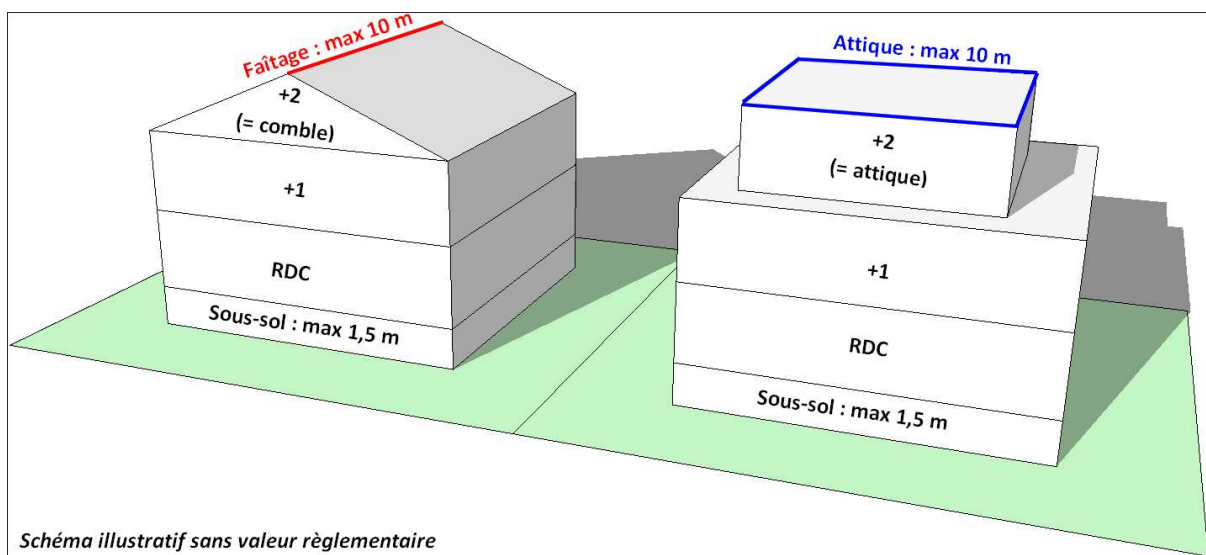 Faîtage : max 10 m
+2
(= comble)
+1
RDC
Sous-sol : max 1,5 m
Attique : max 10 m
+2
(= attique)
+1
RDC
Sous-sol : max 1,5 m
Schéma illustratif sans valeur règlementaire